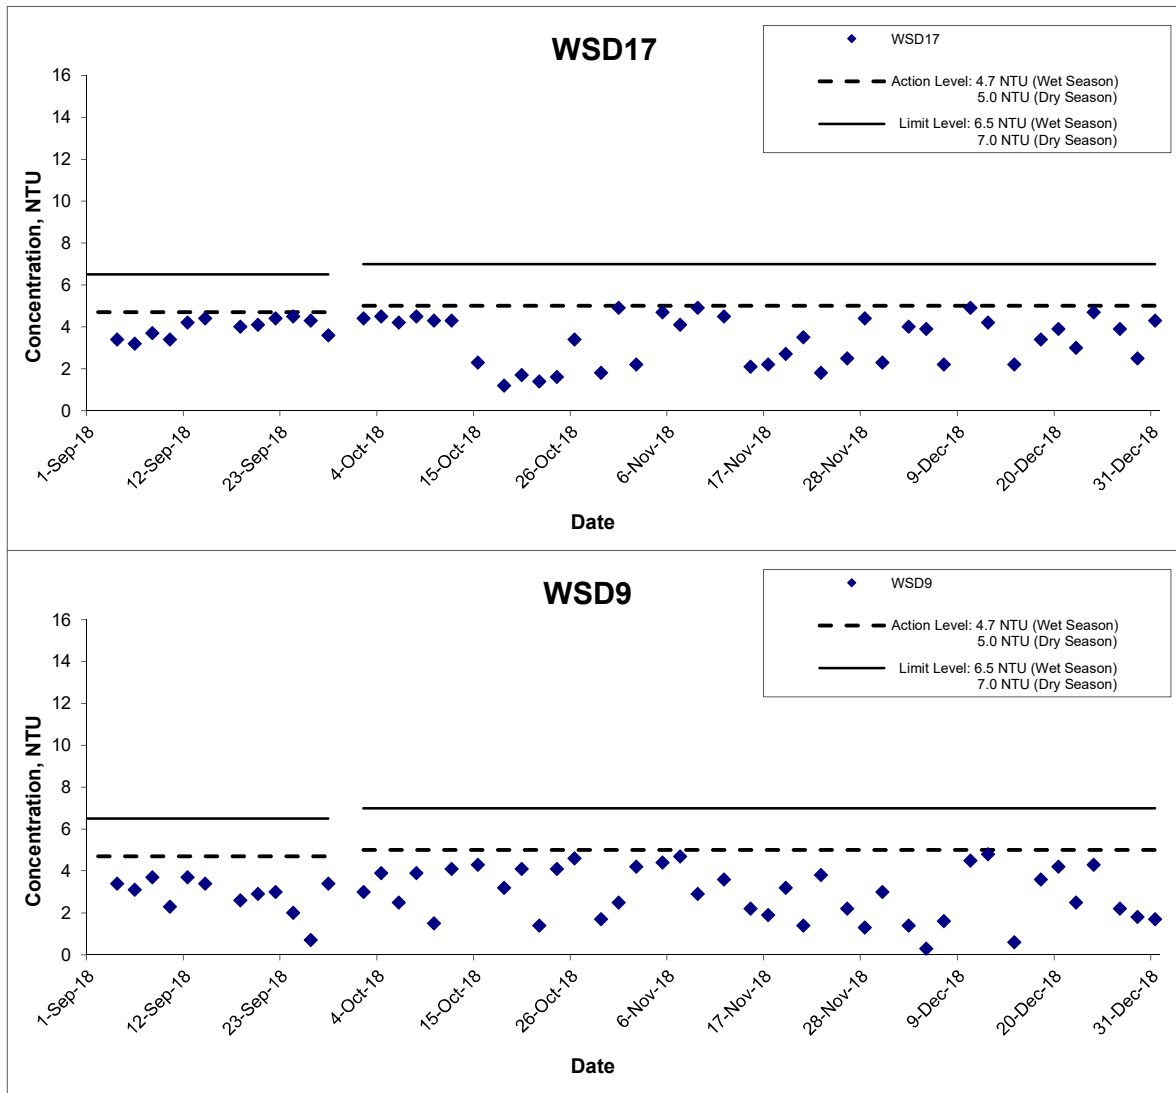 WSD17
WSD17
Action Level: 4.7 NTU (Wet Season)
5.0 NTU (Dry Season)
Limit Level: 6.5 NTU (Wet Season)
7.0 NTU (Dry Season)
Concentration, NTU
16
14
12
10
8
6
4
2
0
1-Sep-18
12-Sep-18
23-Sep-18
4-Oct-18
15-Oct-18
26-Oct-18
6-Nov-18
17-Nov-18
28-Nov-18
9-Dec-18
20-Dec-18
31-Dec-18
Date
WSD9
WSD9
Action Level: 4.7 NTU (Wet Season)
5.0 NTU (Dry Season)
Limit Level: 6.5 NTU (Wet Season)
7.0 NTU (Dry Season)
Concentration, NTU
16
14
12
10
8
6
4
2
0
1-Sep-18
12-Sep-18
23-Sep-18
4-Oct-18
15-Oct-18
26-Oct-18
6-Nov-18
17-Nov-18
28-Nov-18
9-Dec-18
20-Dec-18
31-Dec-18
Date